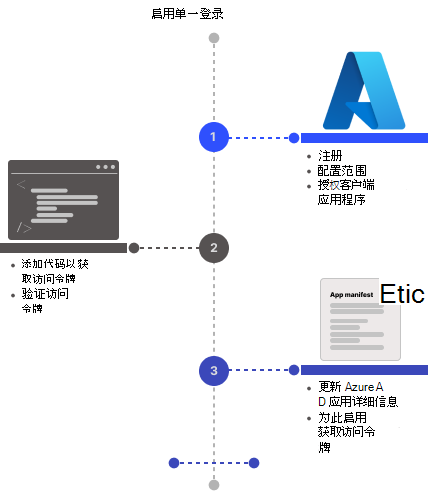 启用单一登录
1
注册
配置范围
授权客户端
应用程序
</>
2
添加代码以获
取访问令牌
验证访问
令牌
App manifest
Etic
3
更新 Azure A
D 应用详细信息
为此启用
获取访问令
牌